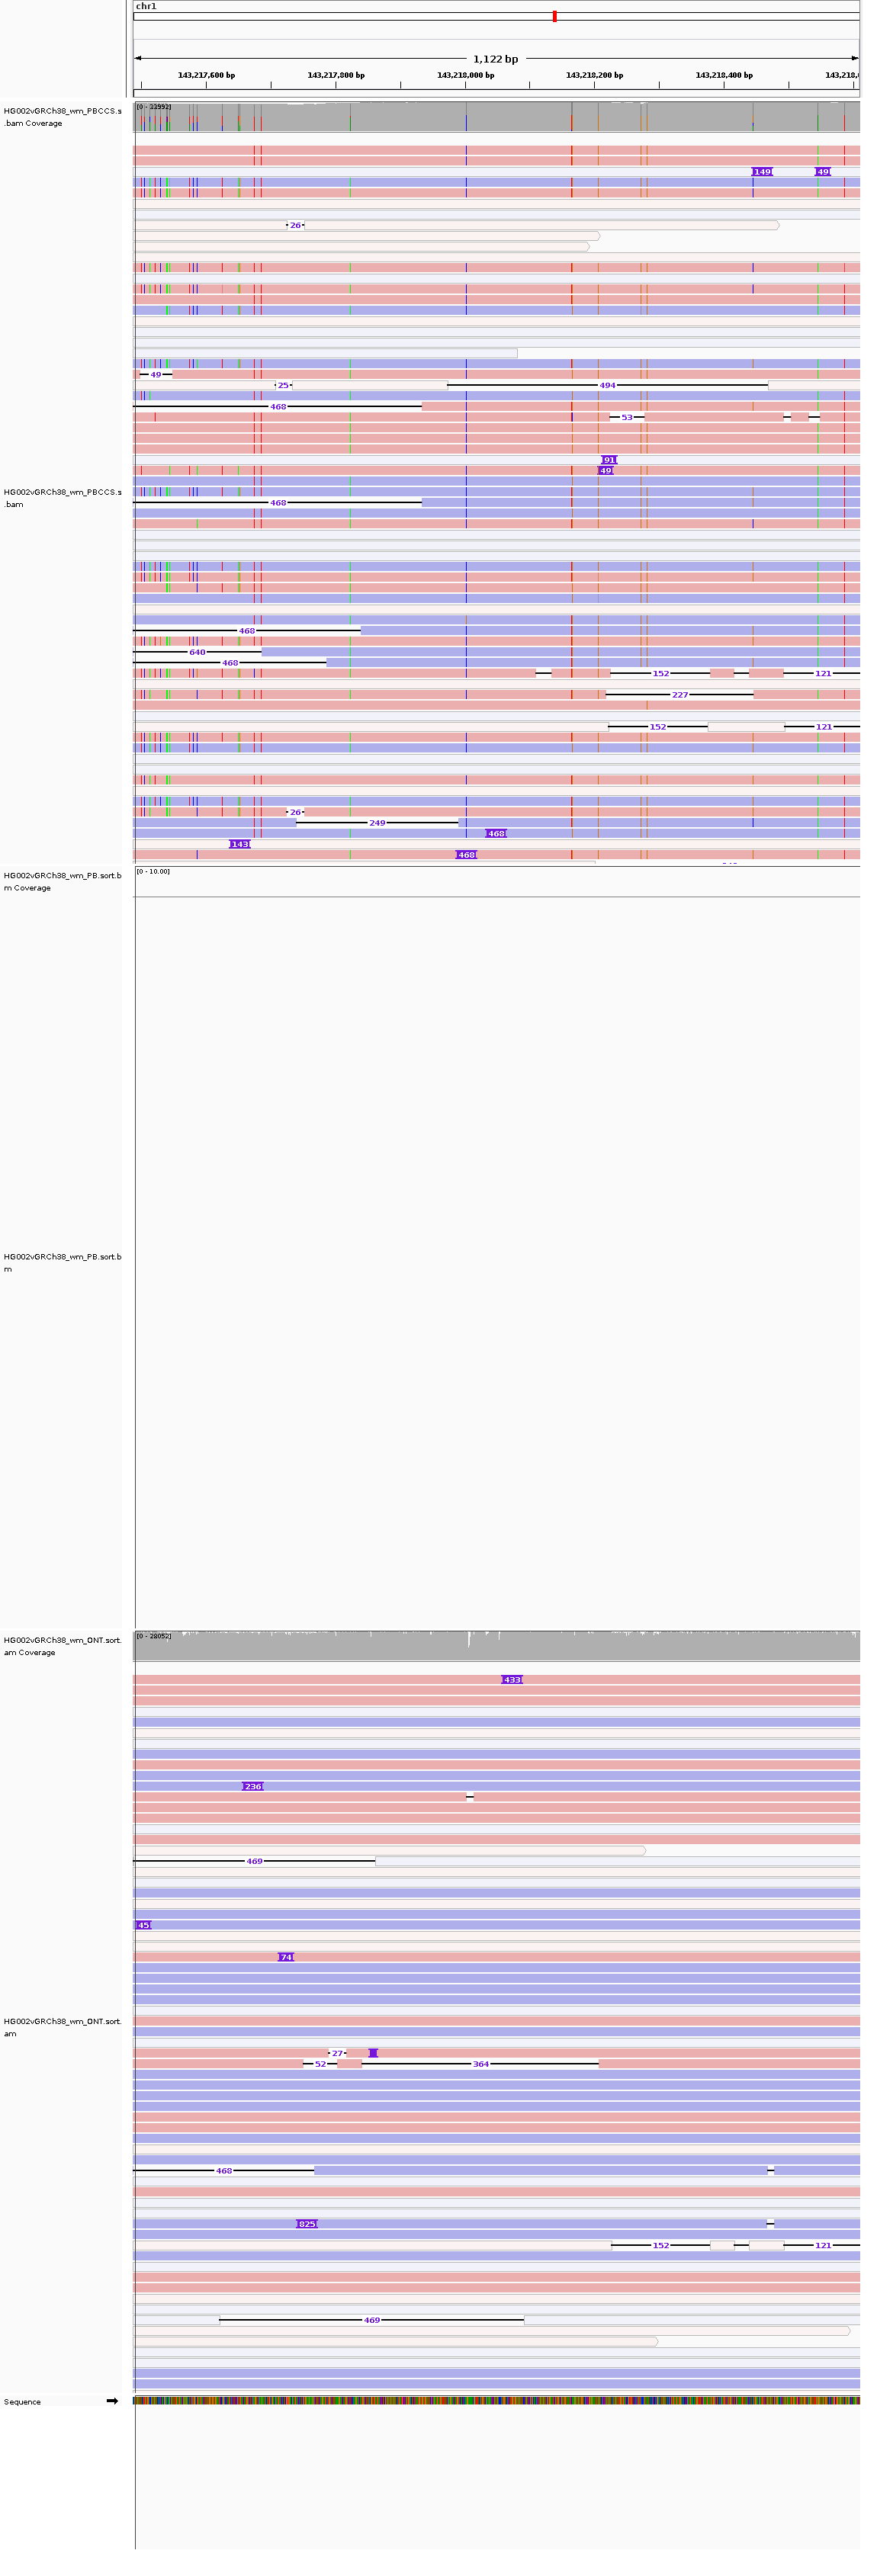 chr1
1,122 bp
143,217,600 bp 143,217,800 bp 143,218,000 bp 143,218,200 bp 143,218,400 bp 143,218,6
HG002vGRCh38_wm_PBCCS.s
.bam Coverage
[0 - 23992]
149 49
26
49
25 494
468
53
91
49
HG002vGRCh38_wm_PBCCS.s
.bam
468
468
640
468
152 121
227
152 121
26
249
468
143
468
HG002vGRCh38_wm_PB.sort.b
m Coverage
[0 - 10.00]
HG002vGRCh38_wm_PB.sort.b
m
HG002vGRCh38_wm_ONT.sort.
am Coverage
[0 - 28052]
433
236
469
45
74
HG002vGRCh38_wm_ONT.sort.
am
27
52 364
468
825
152 121
469
Sequence